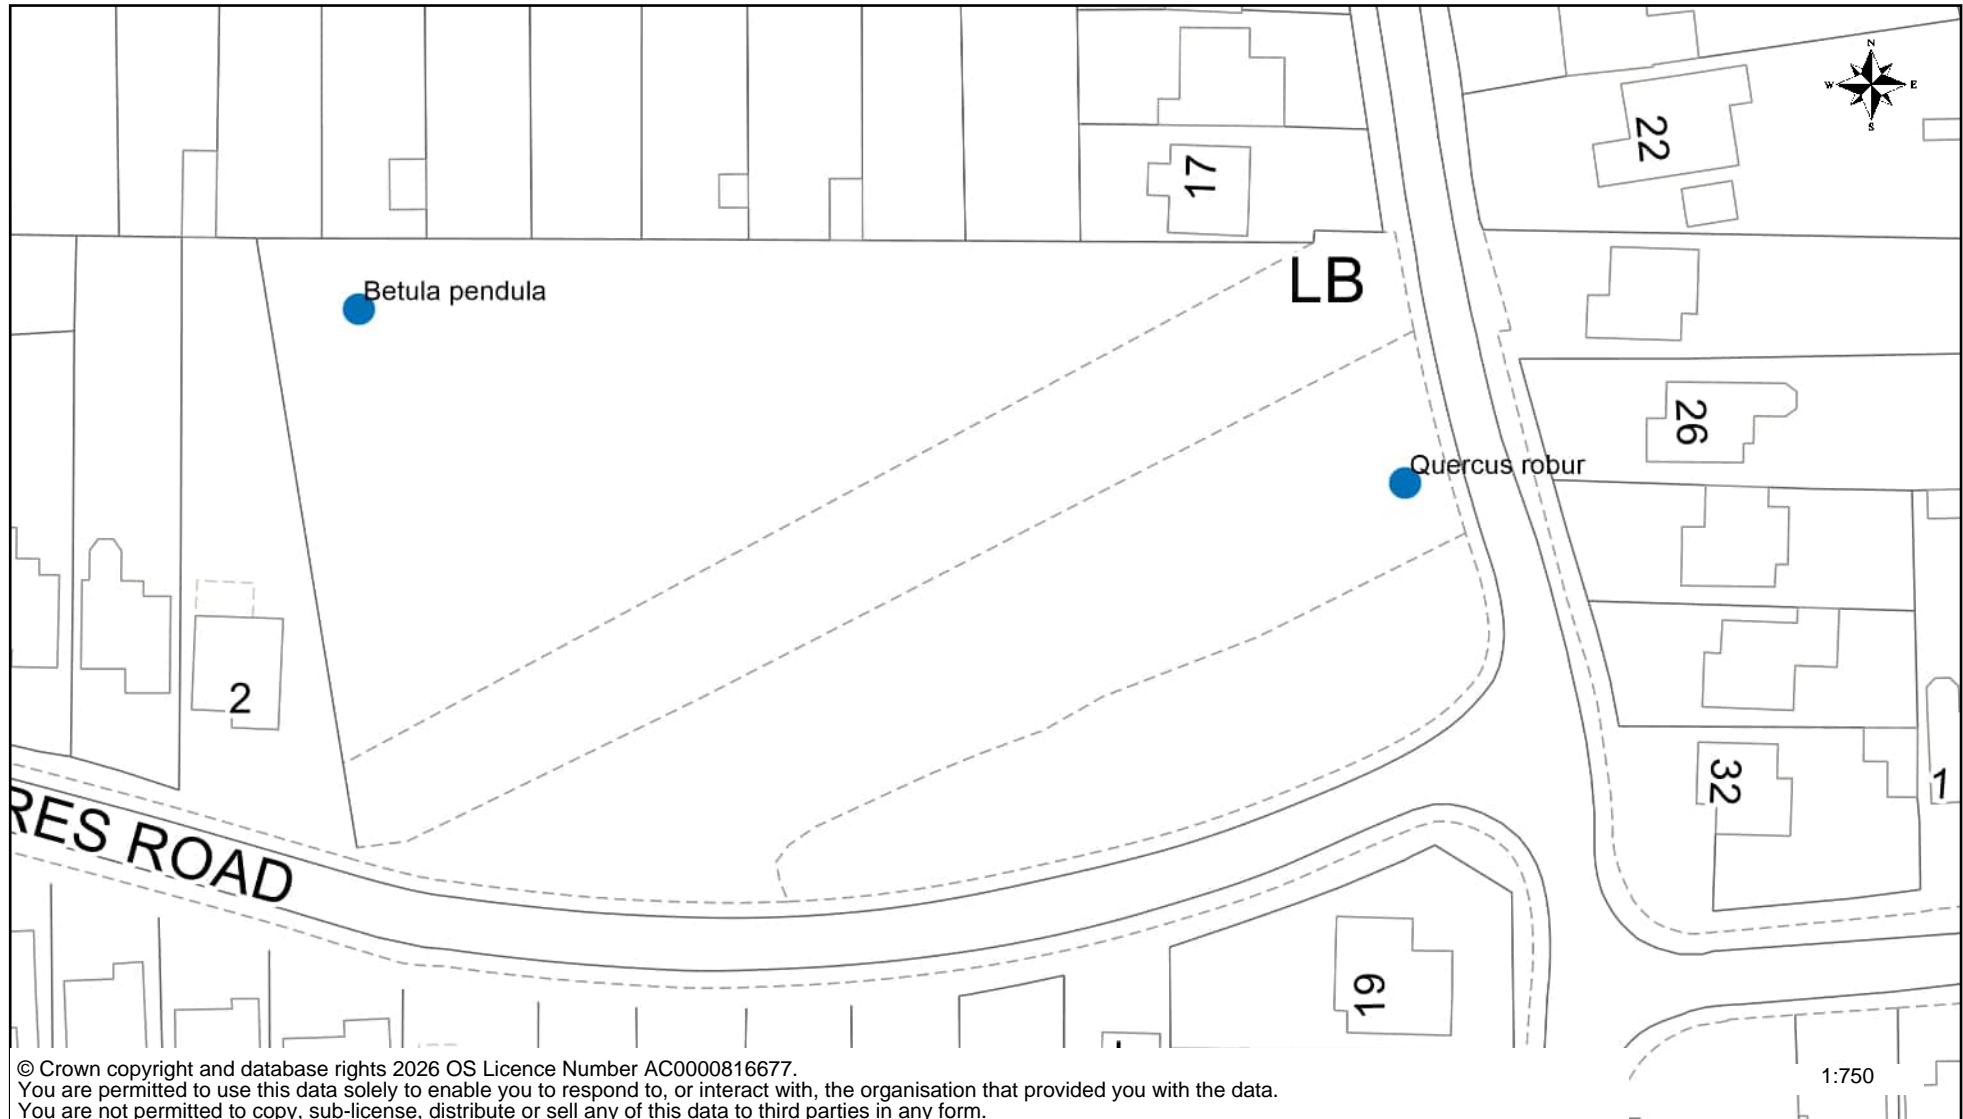 N
W E
S
22
17
Betula pendula
LB
26
Quercus robur
2
32
1
RES ROAD
19
© Crown copyright and database rights 2026 OS Licence Number AC0000816677.
1:750
You are permitted to use this data solely to enable you to respond to, or interact with, the organisation that provided you with the data.
You are not permitted to copy, sub-license, distribute or sell any of this data to third parties in any form.